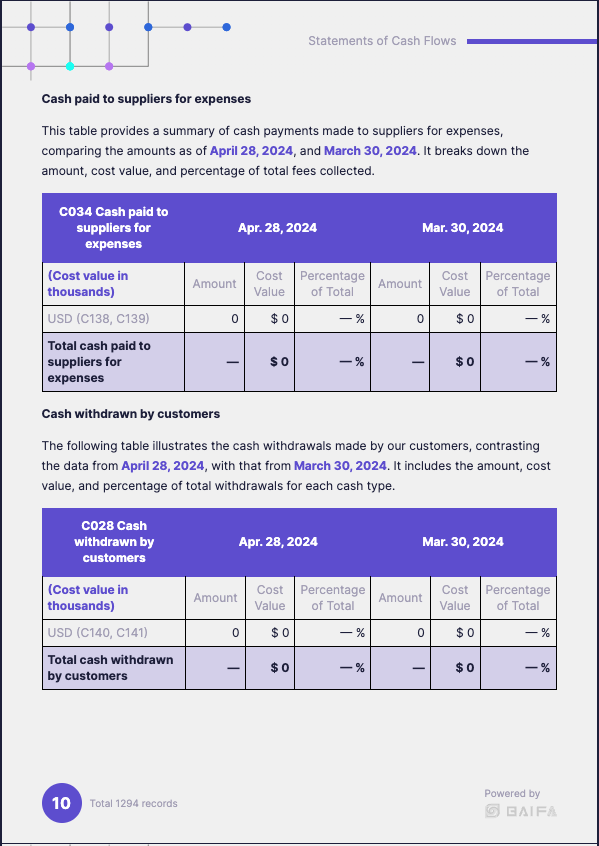 Statements of Cash Flows
Cash paid to suppliers for expenses
This table provides a summary of cash payments made to suppliers for expenses,
comparing the amounts as of April 28, 2024, and March 30, 2024. It breaks down the
amount, cost value, and percentage of total fees collected.
C034 Cash paid to
suppliers for
expenses
Apr. 28, 2024
Mar. 30, 2024
(Cost value in
thousands)
Amount
Cost
Value
Percentage
of Total
Amount
Cost
Value
Percentage
of Total
USD (C138, C139)
0
$ 0
— %
0
$ 0
— %
Total cash paid to
suppliers for
expenses
—
$ 0
— %
—
$ 0
— %
Cash withdrawn by customers
The following table illustrates the cash withdrawals made by our customers, contrasting
the data from April 28, 2024, with that from March 30, 2024. It includes the amount, cost
value, and percentage of total withdrawals for each cash type.
C028 Cash
withdrawn by
customers
Apr. 28, 2024
Mar. 30, 2024
(Cost value in
thousands)
Amount
Cost
Value
Percentage
of Total
Amount
Cost
Value
Percentage
of Total
USD (C140, C141)
0
$ 0
— %
0
$ 0
— %
Total cash withdrawn
by customers
—
$ 0
— %
—
$ 0
— %
10
Total 1294 records
Powered by
GAIFA